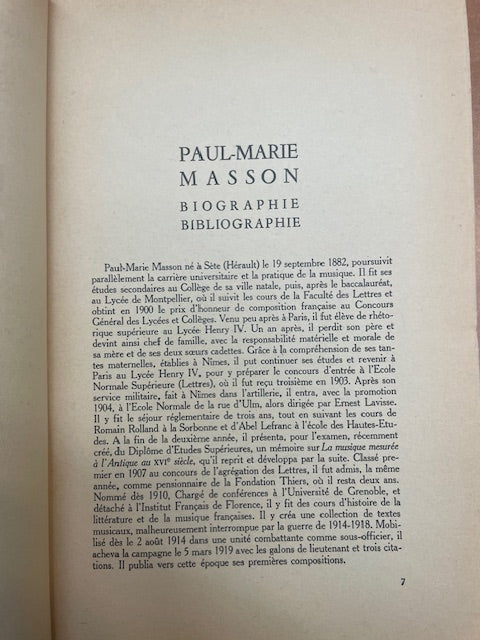 PAUL-MARIE
MASSON
BIOGRAPHIE
BIBLIOGRAPHIE
Paul-Marie Masson né à Sète (Hérault) le 19 septembre 1882, poursuivit
parallèlement la carrière universitaire et la pratique de la musique. Il fit ses
études secondaires au Collège de sa ville natale, puis, après le baccalauréat,
au Lycée de Montpellier, où il suivit les cours de la Faculté des Lettres et
obtint en 1900 le prix d'honneur de composition française au Concours
Général des Lycées et Collèges. Venu peu après à Paris, il fut élève de rhéto-
rique supérieure au Lycée Henry IV. Un an après, il perdit son père et
devint ainsi chef de famille, avec la responsabilité matérielle et morale de
sa mère et de ses deux sœurs cadettes. Grâce à la compréhension de ses tan-
tes maternelles, établies à Nîmes, il put continuer ses études et revenir à
Paris au Lycée Henry IV, pour y préparer le concours d'entrée à l'Ecole
Normale Supérieure (Lettres), où il fut reçu troisième en 1903. Après son
service militaire, fait à Nîmes dans l'artillerie, il entra, avec la promotion
1904, à l'Ecole Normale de la rue d'Ulm, alors dirigée par Ernest Lavisse.
Il y fit le séjour réglementaire de trois ans, tout en suivant les cours de
Romain Rolland à la Sorbonne et d'Abel Lefranc à l'école des Hautes-Etu-
des. A la fin de la deuxième année, il présenta, pour l'examen, récemment
créé, du Diplôme d'Etudes Supérieures, un mémoire sur La musique mesurée
à l'Antique au XVIe siècle, qu'il reprit et développa par la suite. Classé pre-
mier en 1907 au concours de l'agrégation des Lettres, il fut admis, la même
année, comme pensionnaire de la Fondation Thiers, où il resta deux ans.
Nommé dès 1910, Chargé de conférences à l'Université de Grenoble, et
détaché à l'Institut Français de Florence, il y fit des cours d'histoire de la
littérature et de la musique françaises. Il y créa une collection de textes
musicaux, malheureusement interrompue par la guerre de 1914-1918. Mobi-
lisé dès le 2 août 1914 dans une unité combattante comme sous-officier, il
acheva la campagne le 5 mars 1919 avec les galons de lieutenant et trois cita-
tions. Il publia vers cette époque ses premières compositions.
7